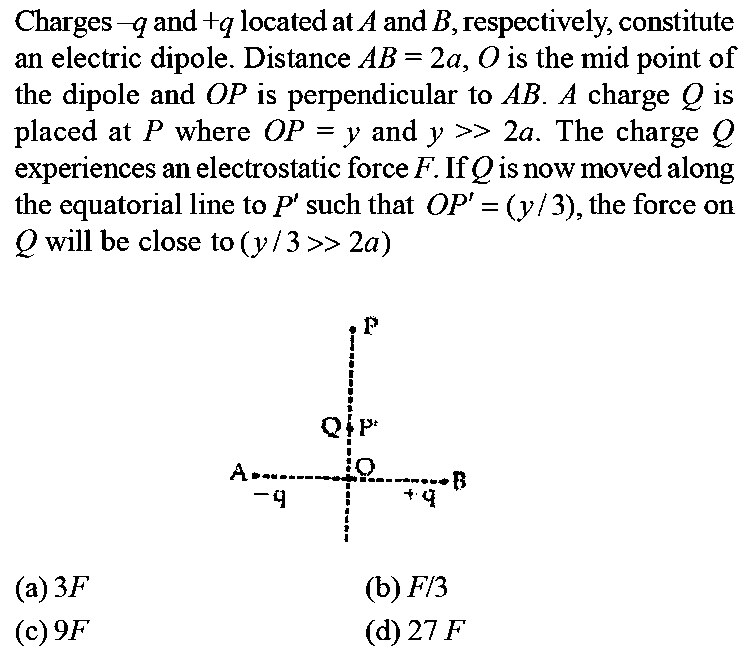 Charges –q and +q located at A and B, respectively, constitute
an electric dipole. Distance AB = 2a, O is the mid point of
the dipole and OP is perpendicular to AB. A charge Q is
placed at P where OP = y and y >> 2a. The charge Q
experiences an electrostatic force F. If Q is now moved along
the equatorial line to P' such that OP' = (y/3), the force on
Q will be close to (y/3 >> 2a)
P
Q P'
A O B
–q +q
(a) 3F (b) F/3
(c) 9F (d) 27 F